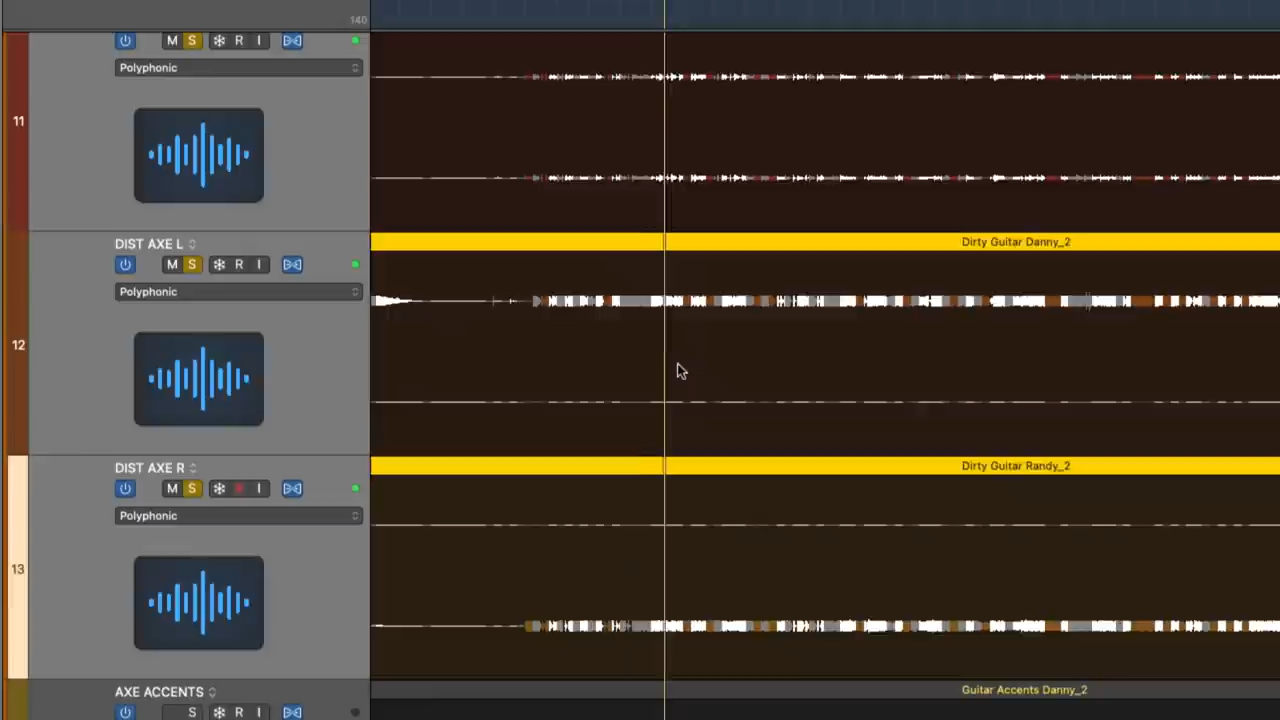 140
M S R I
Polyphonic
11
DIST AXE L
Dirty Guitar Danny_2
M S R I
Polyphonic
12
DIST AXE R
Dirty Guitar Randy_2
M S I
Polyphonic
13
AXE ACCENTS
Guitar Accents Danny_2
S R I